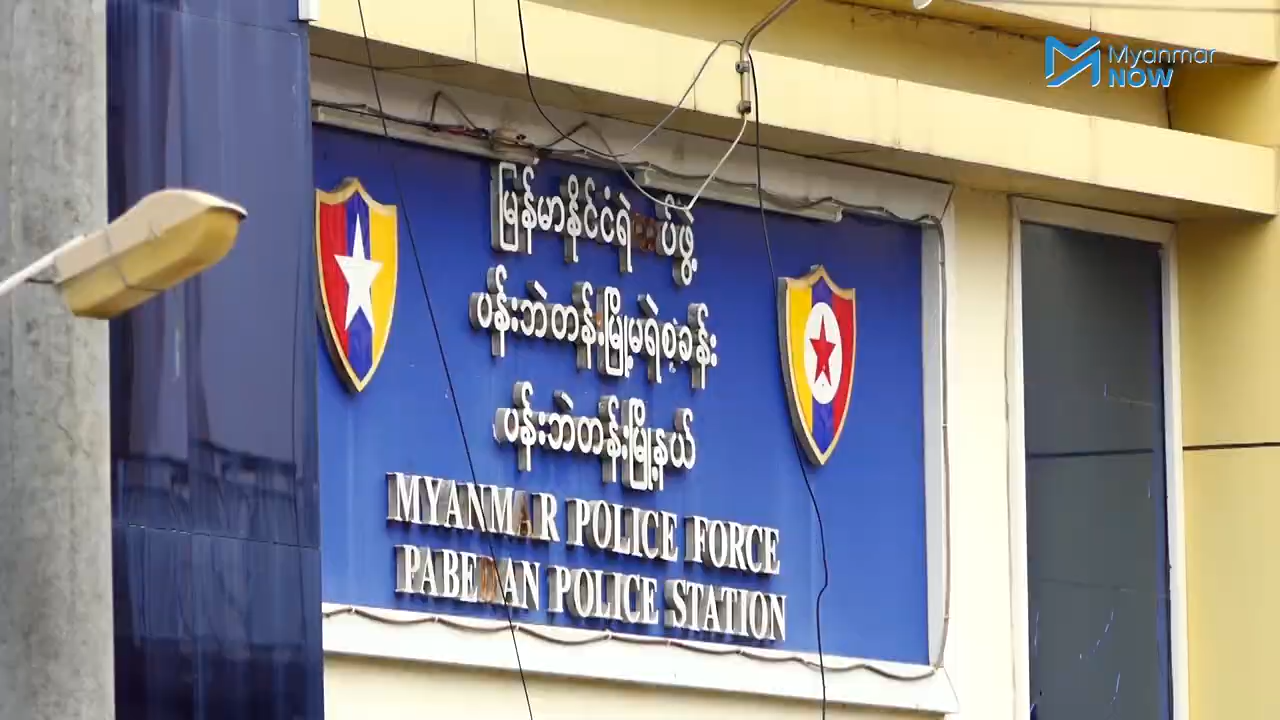 Myanmar
NOW
မြန်မာနိုင်ငံရဲတပ်ဖွဲ့
ပန်းဘဲတန်းမြို့မရဲစခန်း
ပန်းဘဲတန်းမြို့နယ်
MYANMAR POLICE FORCE
PABEDAN POLICE STATION